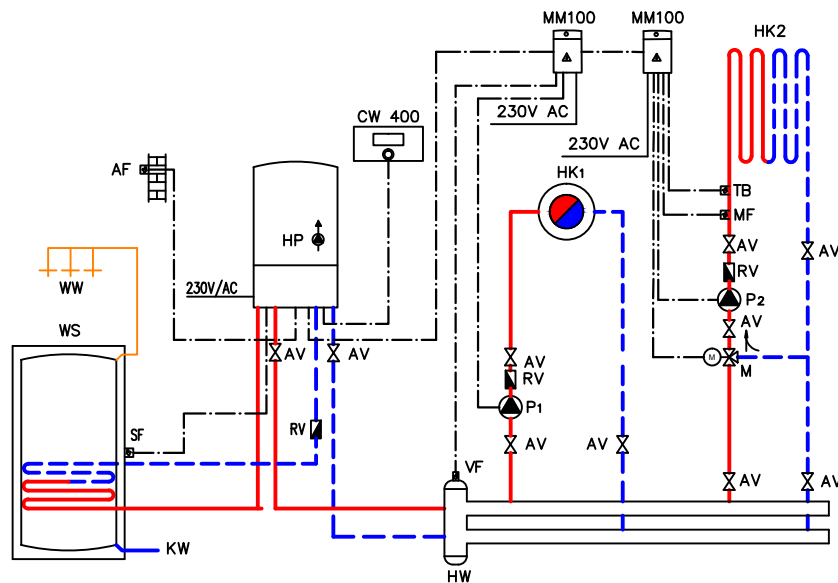 MM100
MM100
HK2
230V AC
CW 400
230V AC
AF
HK1
TB
HP
MF
AV
AV
RV
WW
230V/AC
P2
WS
AV
AV
AV
AV
M
M
RV
P1
SF
RV
AV
AV
VF
AV
AV
KW
HW